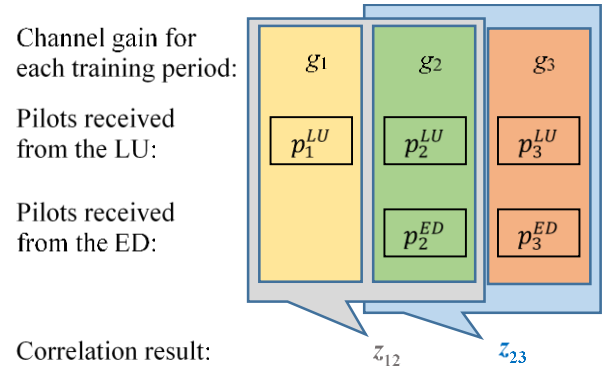 Channel gain for
each training period: g₁ g₂ g₃
Pilots received
from the LU: p₁ᴸᵁ p₂ᴸᵁ p₃ᴸᵁ
Pilots received
from the ED: p₂ᴱᴰ p₃ᴱᴰ
Correlation result: z₁₂ z₂₃